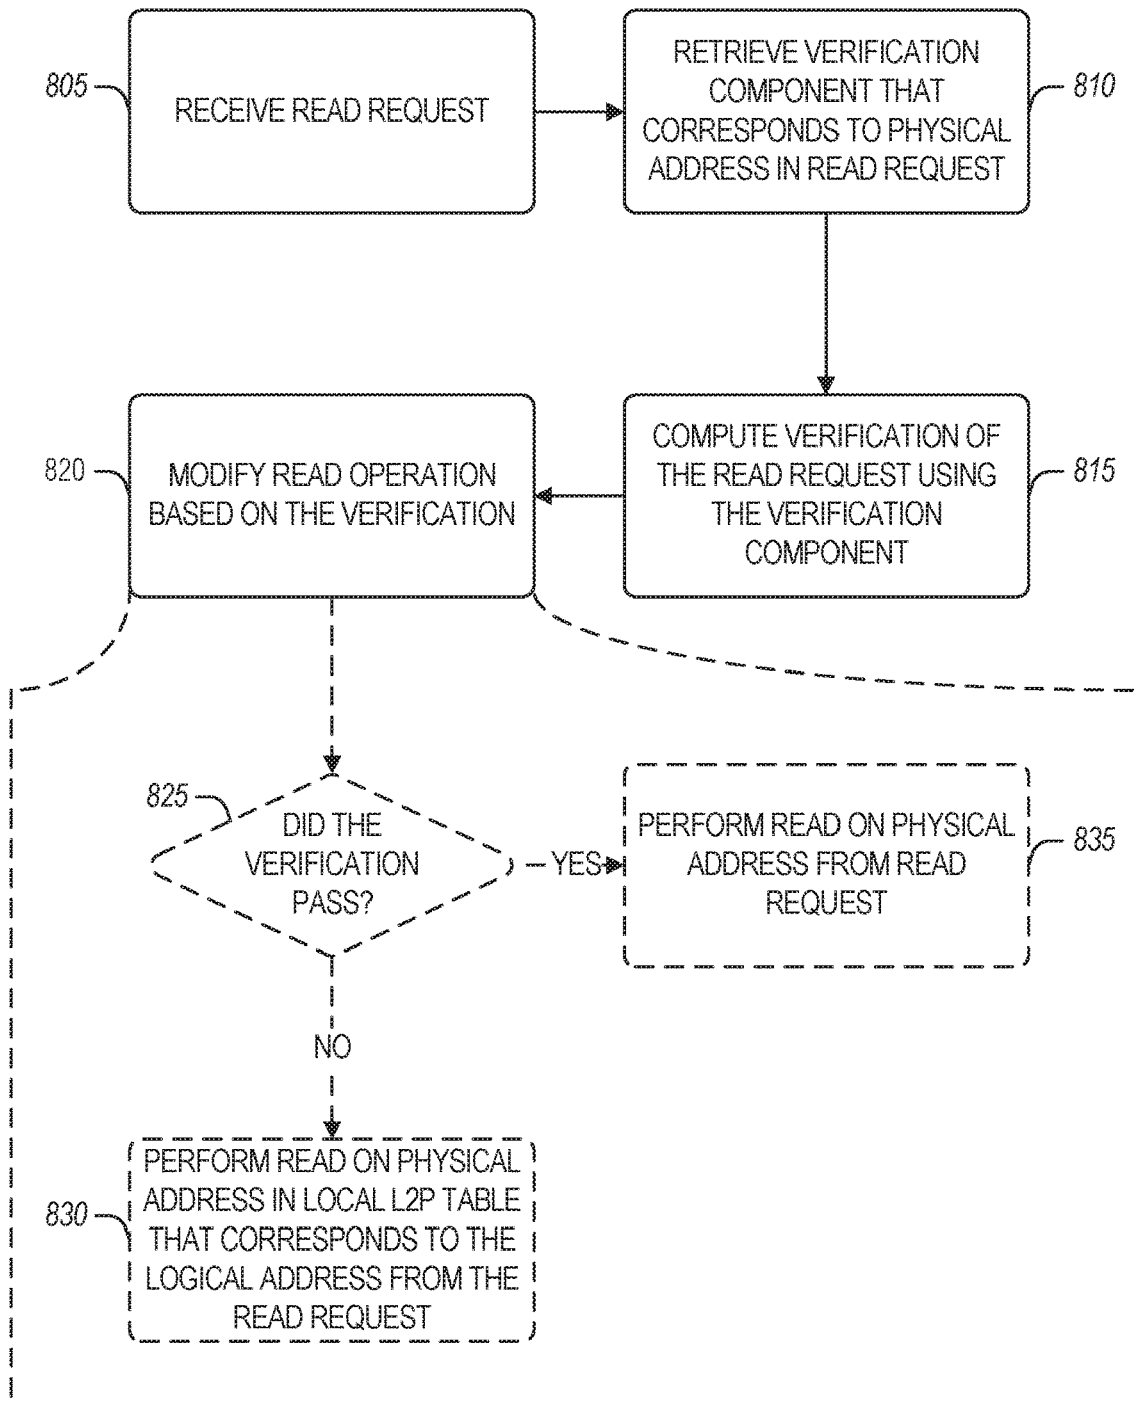 805
RECEIVE READ REQUEST
RETRIEVE VERIFICATION
COMPONENT THAT
CORRESPONDS TO PHYSICAL
ADDRESS IN READ REQUEST
810
820
MODIFY READ OPERATION
BASED ON THE VERIFICATION
COMPUTE VERIFICATION OF
THE READ REQUEST USING
THE VERIFICATION
COMPONENT
815
825
DID THE
VERIFICATION
PASS?
YES
PERFORM READ ON PHYSICAL
ADDRESS FROM READ
REQUEST
835
NO
830
PERFORM READ ON PHYSICAL
ADDRESS IN LOCAL L2P TABLE
THAT CORRESPONDS TO THE
LOGICAL ADDRESS FROM THE
READ REQUEST